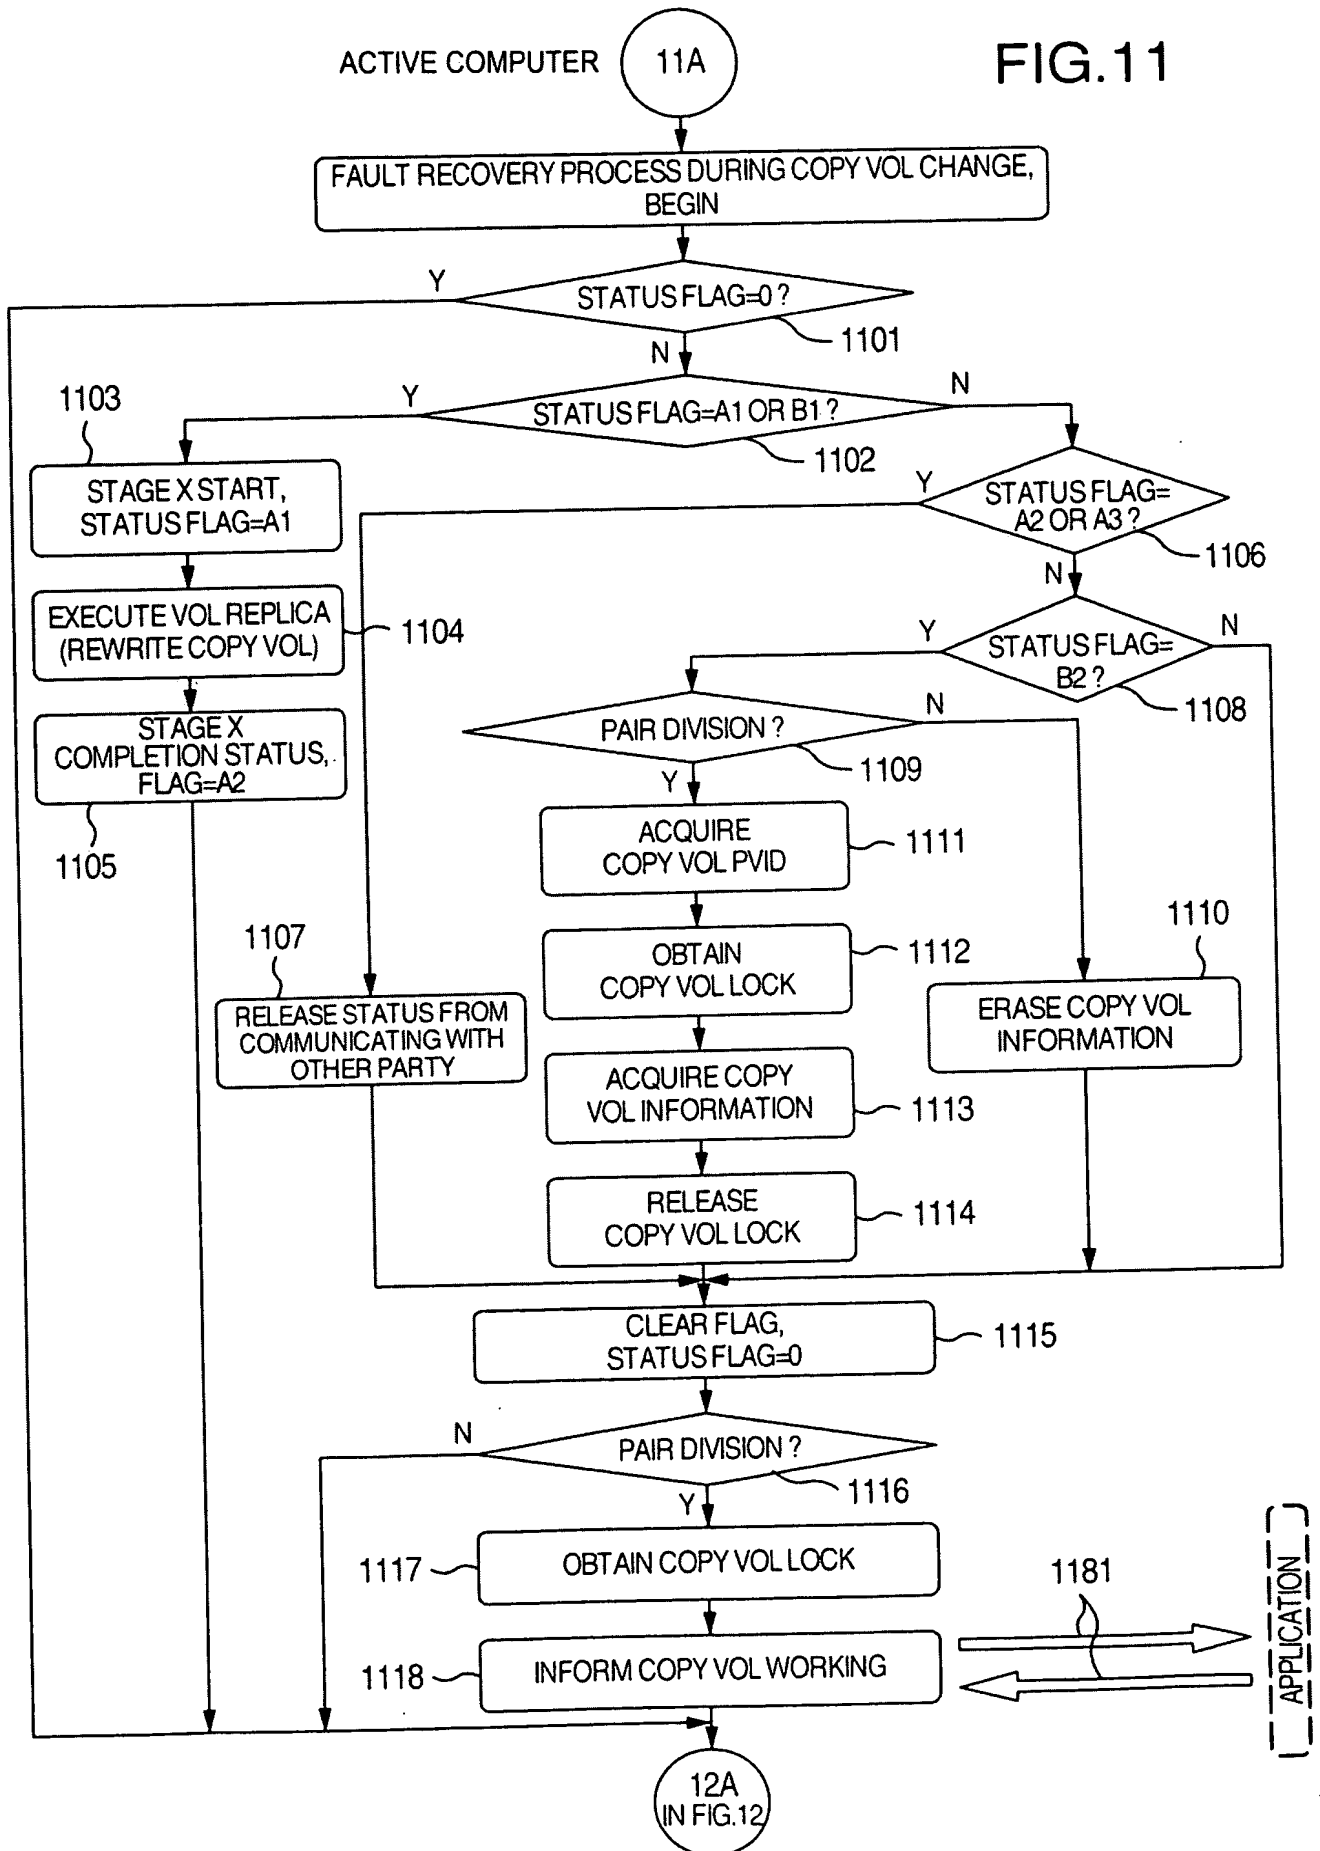 ACTIVE COMPUTER
11A
FIG.11
FAULT RECOVERY PROCESS DURING COPY VOL CHANGE,
BEGIN
Y
STATUS FLAG=0 ?
1101
N
1103
Y
STATUS FLAG=A1 OR B1 ?
N
1102
STAGE X START,
STATUS FLAG=A1
Y
STATUS FLAG=
A2 OR A3 ?
1106
N
EXECUTE VOL REPLICA
(REWRITE COPY VOL)
1104
Y
STATUS FLAG=
B2 ?
N
1108
STAGE X
COMPLETION STATUS,
FLAG=A2
1105
PAIR DIVISION ?
N
1109
Y
ACQUIRE
COPY VOL PVID
1111
1107
OBTAIN
COPY VOL LOCK
1112
1110
RELEASE STATUS FROM
COMMUNICATING WITH
OTHER PARTY
ERASE COPY VOL
INFORMATION
ACQUIRE COPY
VOL INFORMATION
1113
RELEASE
COPY VOL LOCK
1114
CLEAR FLAG,
STATUS FLAG=0
1115
N
PAIR DIVISION ?
1116
Y
1117
OBTAIN COPY VOL LOCK
1181
APPLICATION
1118
INFORM COPY VOL WORKING
12A
IN FIG.12